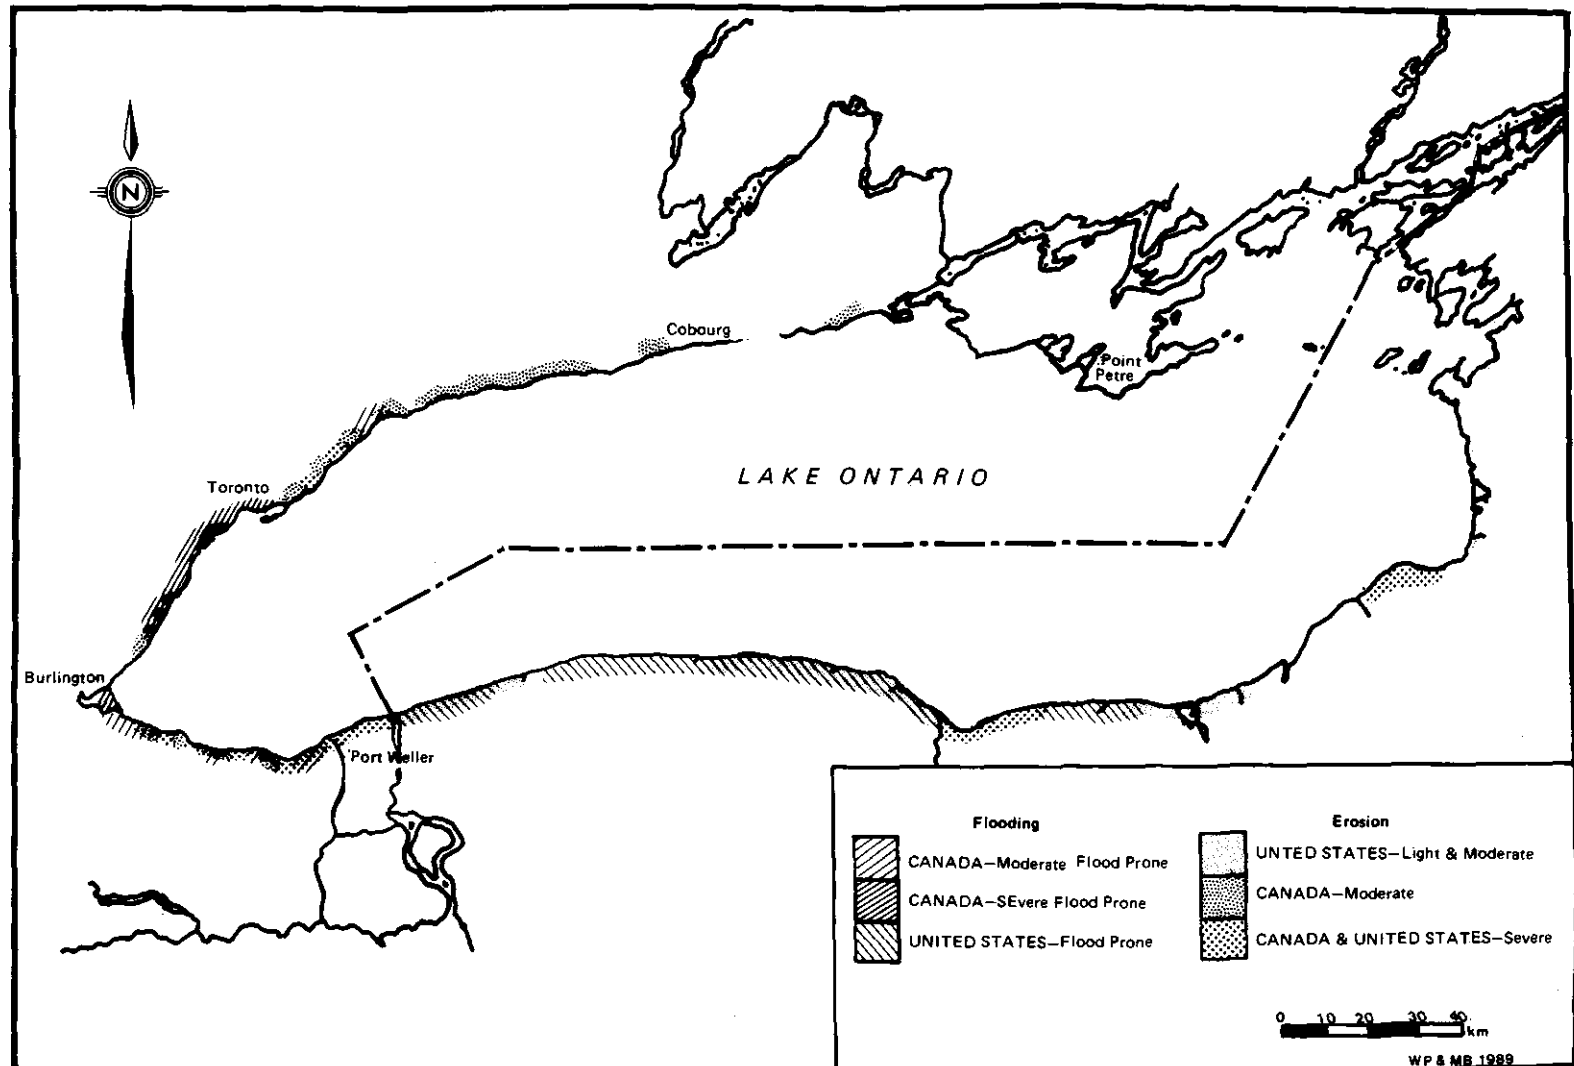 N
Cobourg
Point
Petre
Toronto
LAKE ONTARIO
Burlington
Port Weller
Flooding
CANADA—Moderate Flood Prone
CANADA—SEvere Flood Prone
UNITED STATES—Flood Prone
Erosion
UNITED STATES—Light & Moderate
CANADA—Moderate
CANADA & UNITED STATES—Severe
0 10 20 30 40
km
WP & MB 1989